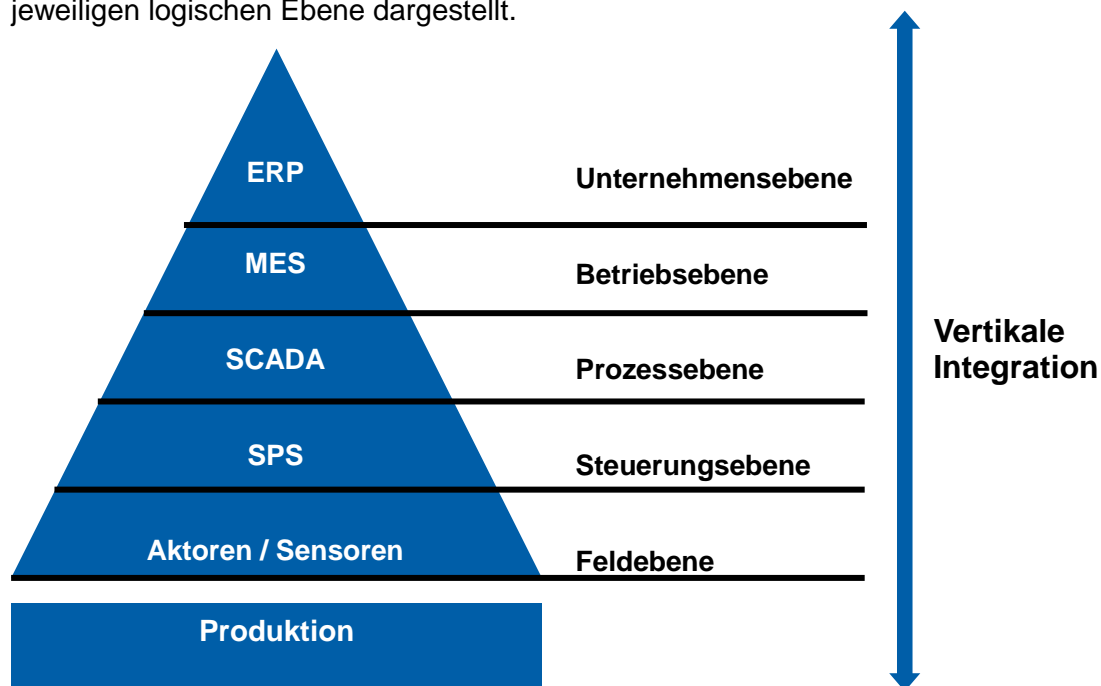 jeweiligen logischen Ebene dargestellt.
ERP
Unternehmensebene
MES
Betriebsebene
SCADA
Prozessebene
SPS
Steuerungsebene
Aktoren / Sensoren
Feldebene
Produktion
Vertikale
Integration